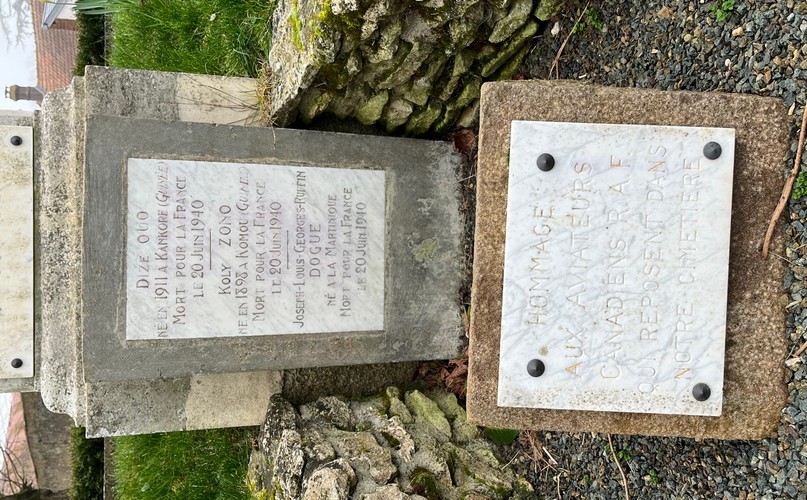 DIZÉ OUO
NÉ EN 1911 À KANKORÉ (GUINÉE)
MORT POUR LA FRANCE
LE 20 JUIN 1940
KOLY ZONO
NÉ EN 1898 À KOMOU (GUINÉE)
MORT POUR LA FRANCE
LE 20 JUIN 1940
JOSEPH-LOUIS-GEORGES-RUFFIN
DOGUÉ
NÉ À LA MARTINIQUE
MORT POUR LA FRANCE
LE 20 JUIN 1940
HOMMAGE
AUX AVIATEURS
CANADIENS R.A.F
QUI REPOSENT DANS
NOTRE CIMETIÈRE